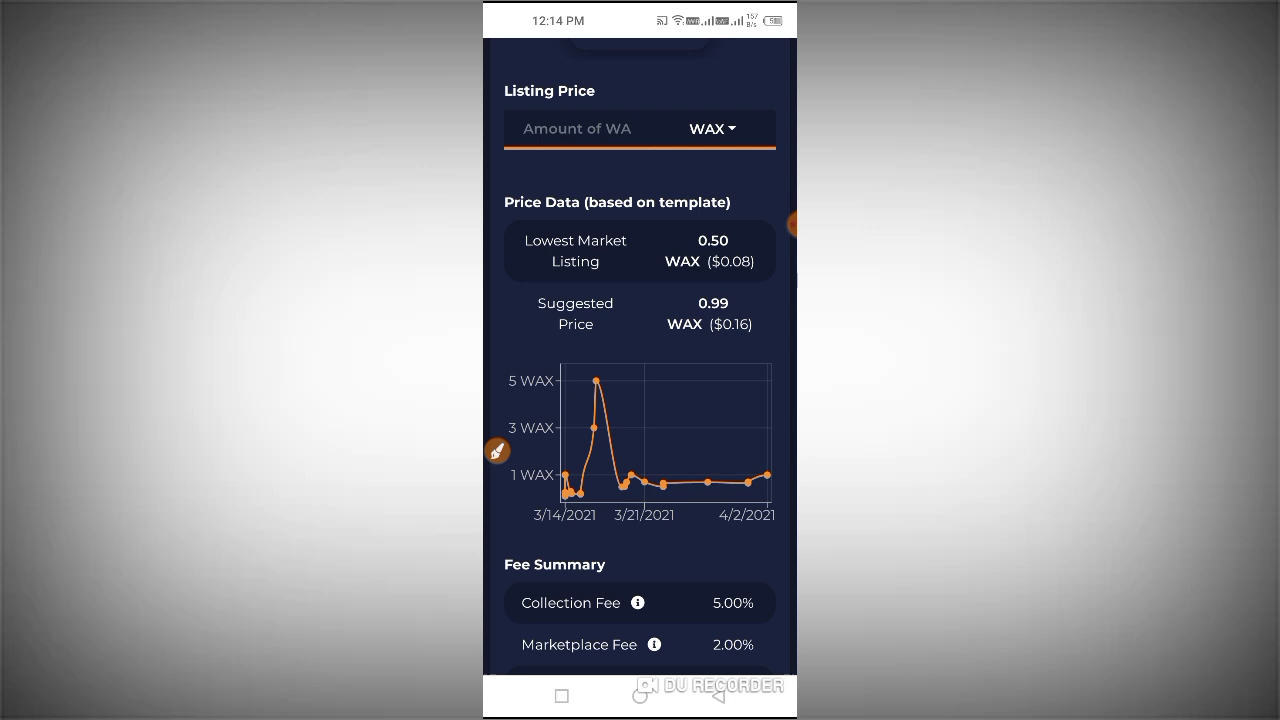 12:14 PM
157
B/s
Listing Price
Amount of WA
WAX
Price Data (based on template)
Lowest Market Listing
0.50
WAX ($0.08)
Suggested Price
0.99
WAX ($0.16)
5 WAX
3 WAX
1 WAX
3/14/2021 3/21/2021 4/2/2021
Fee Summary
Collection Fee 5.00%
Marketplace Fee 2.00%
DU RECORDER